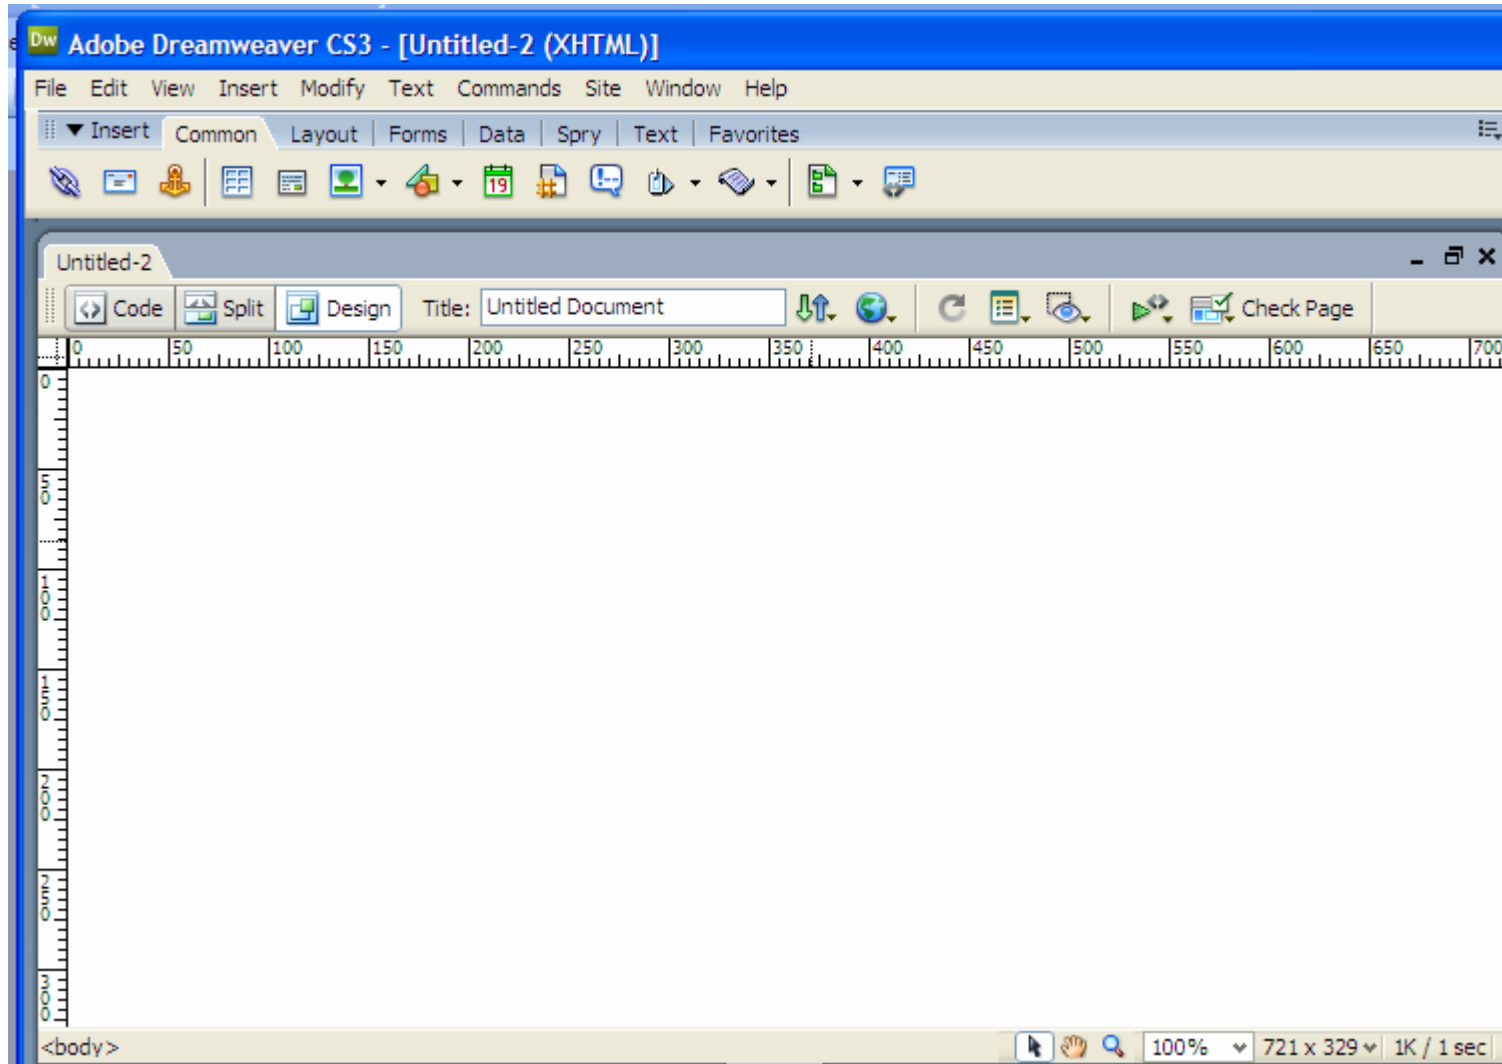 Dw Adobe Dreamweaver CS3 - [Untitled-2 (XHTML)]
File Edit View Insert Modify Text Commands Site Window Help
Insert Common Layout Forms Data Spry Text Favorites
19
Untitled-2
Code Split Design Title: Untitled Document Check Page
0 50 100 150 200 250 300 350 400 450 500 550 600 650 700
0
50
100
150
200
250
300
<body> 100% 721 x 329 1K / 1 sec